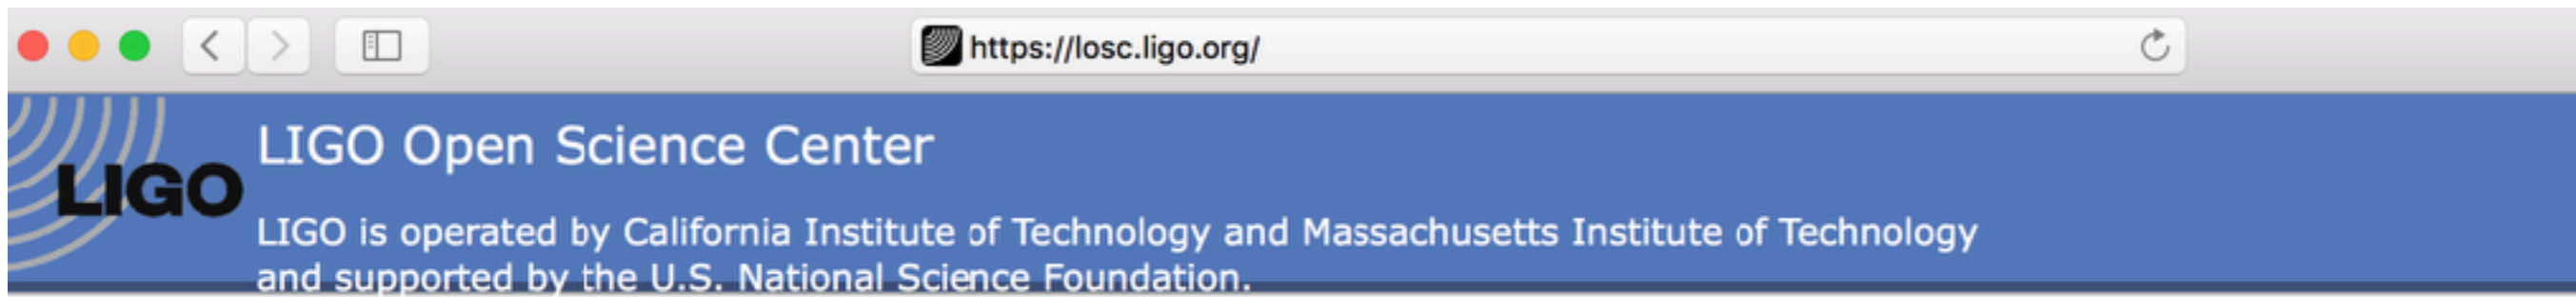 https://losc.ligo.org/
LIGO Open Science Center
LIGO
LIGO is operated by California Institute of Technology and Massachusetts Institute of Technology
and supported by the U.S. National Science Foundation.